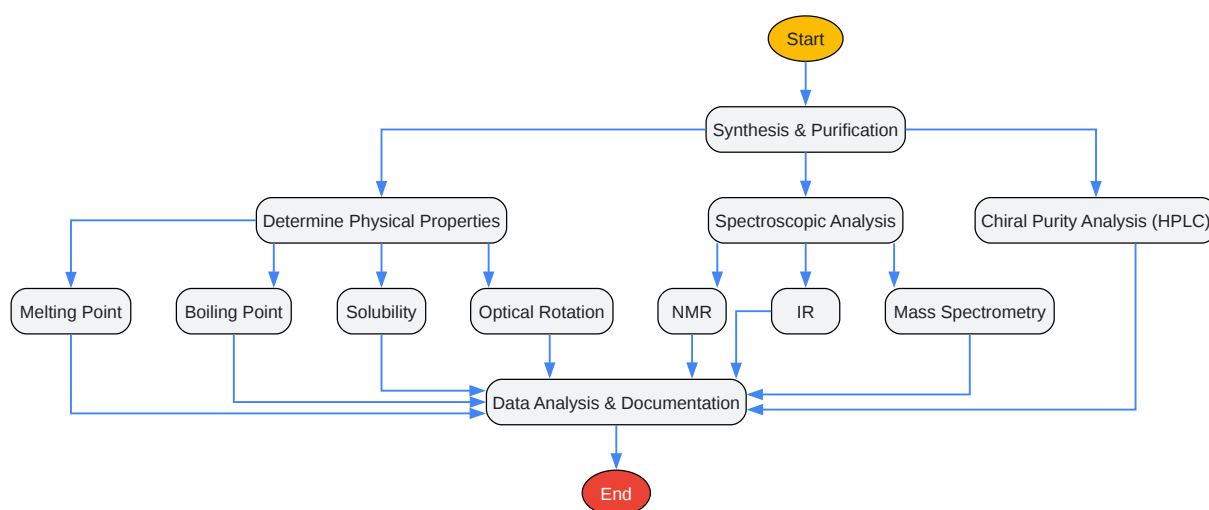 Start
Synthesis & Purification
Determine Physical Properties
Spectroscopic Analysis
Chiral Purity Analysis (HPLC)
Melting Point
Boiling Point
Solubility
Optical Rotation
NMR
IR
Mass Spectrometry
Data Analysis & Documentation
End